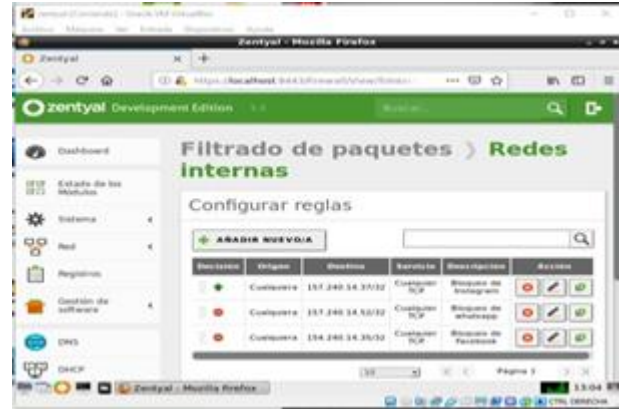 Zentyal - Mozilla Firefox
Zentyal
zentyal Development Edition
Dashboard
Estado de los Módulos
Sistema
Red
Registros
Gestión de software
DNS
DHCP
Filtrado de paquetes 〉 Redes internas
Configurar reglas
AÑADIR NUEVO/A
Decisión Origen Destino Servicio Descripción Acción
Cualquiera 157.240.14.37/32 Cualquier TCP Bloqueo de Instagram
Cualquiera 157.240.14.52/32 Cualquier TCP Bloqueo de whatsapp
Cualquiera 154.240.14.35/32 Cualquier TCP Bloqueo de Facebook
10
Página 1
Zentyal - Mozilla Firefox
13:04
CTRL DERECHA